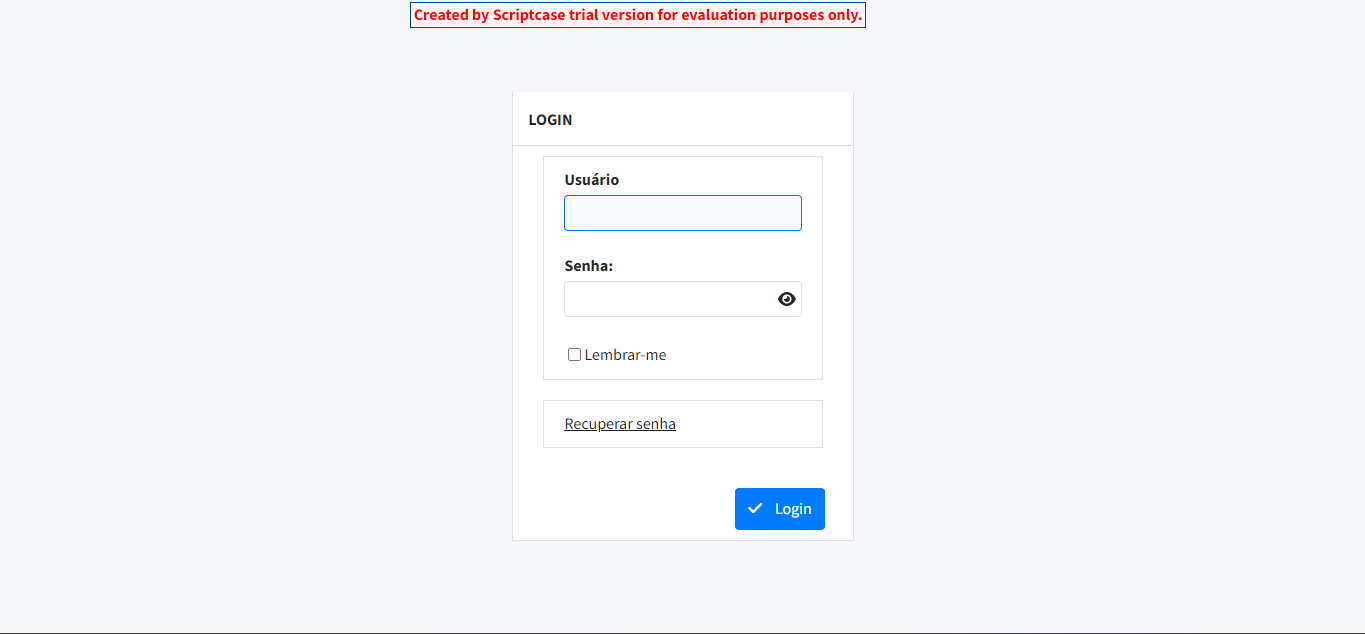 Created by Scriptcase trial version for evaluation purposes only.
LOGIN
Usuário
Senha:
Lembrar-me
Recuperar senha
Login